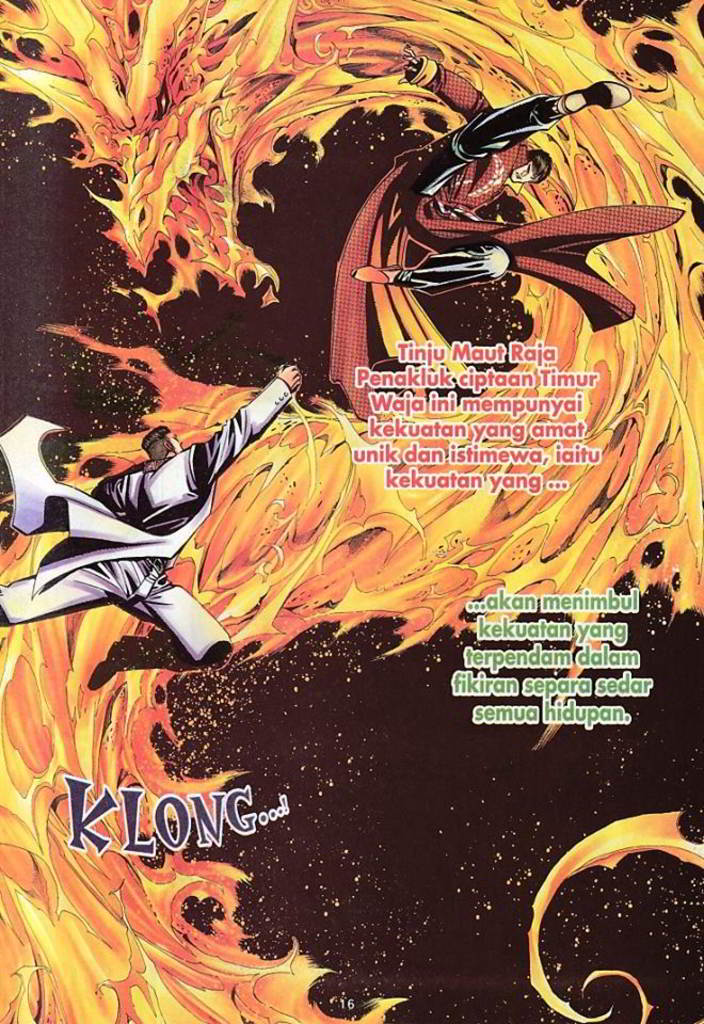 Tinju Maut Raja
Penakluk ciptaan Timur
Waja ini mempunyai
kekuatan yang amat
unik dan istimewa, iaitu
kekuatan yang ...
...akan menimbul
kekuatan yang
terpendam dalam
fikiran separa sedar
semua hidupan.
KLONG...!
16